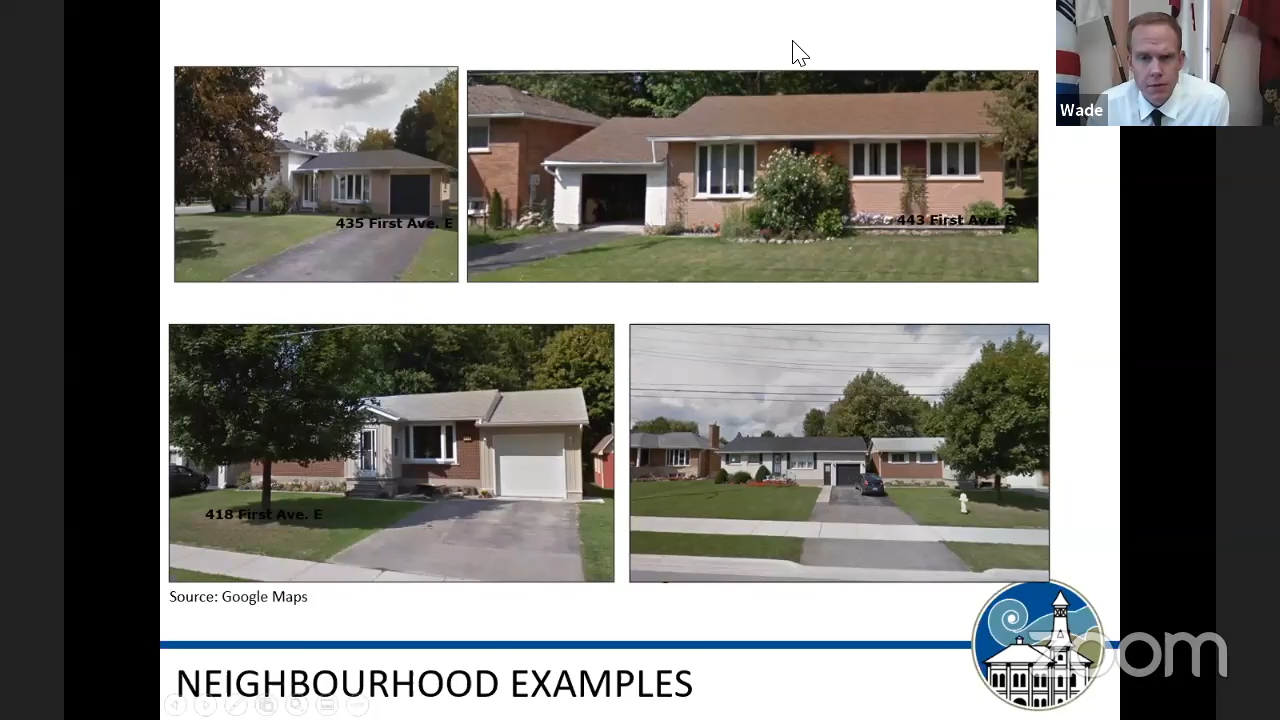 Wade
435 First Ave. E
443 First Ave. E
418 First Ave. E
Source: Google Maps
zoom
NEIGHBOURHOOD EXAMPLES